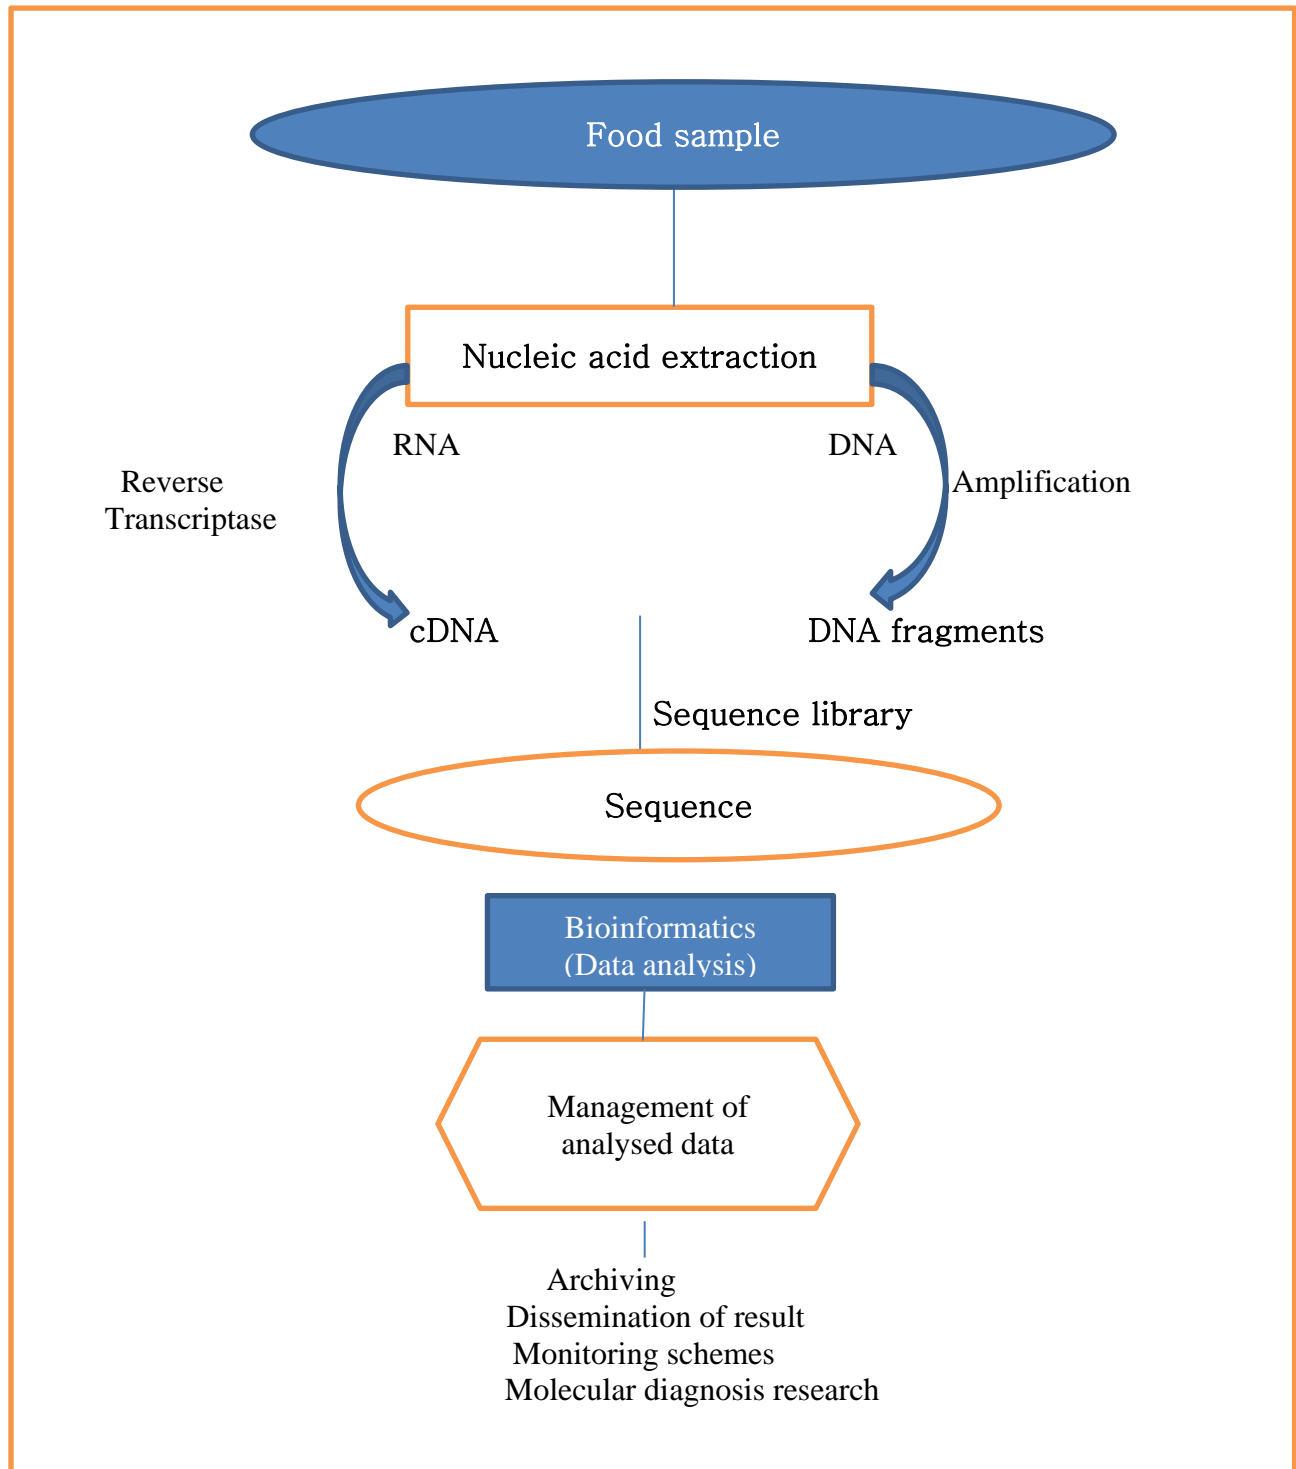 Food sample
Nucleic acid extraction
RNA
DNA
Reverse
Transcriptase
Amplification
cDNA
DNA fragments
Sequence library
Sequence
Bioinformatics
(Data analysis)
Management of
analysed data
Archiving
Dissemination of result
Monitoring schemes
Molecular diagnosis research